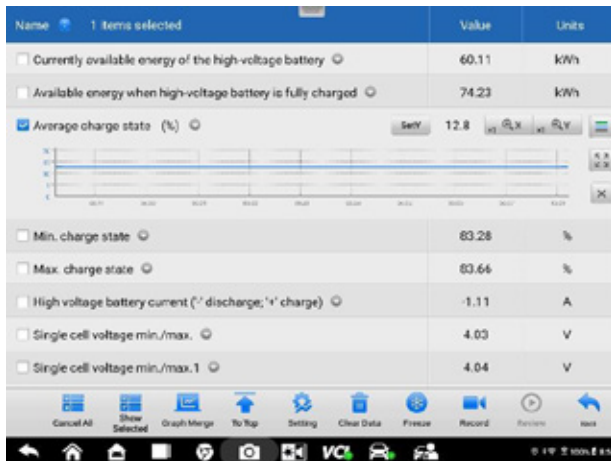 Name 1 items selected Value Units
Currently available energy of the high-voltage battery 60.11 kWh
Available energy when high-voltage battery is fully charged 74.23 kWh
Average charge state (%) SetY 12.8 x1 X x1 Y
Min. charge state 83.28 %
Max. charge state 83.66 %
High voltage battery current ('-' discharge; '+' charge) -1.11 A
Single cell voltage min./max. 4.03 V
Single cell voltage min./max.1 4.04 V
Cancel All Show Selected Graph Merge To Top Setting Clear Data Freeze Record Review Back
VCI